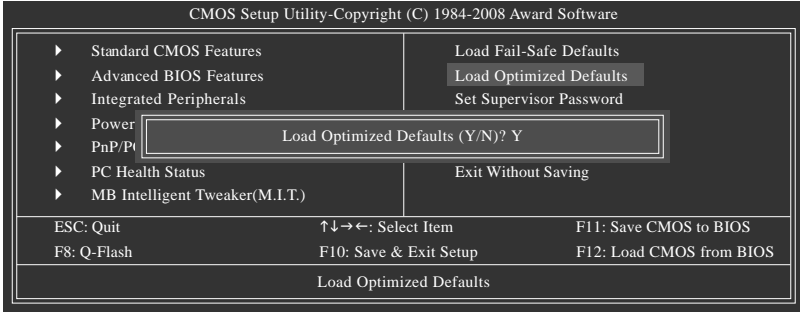 CMOS Setup Utility-Copyright (C) 1984-2008 Award Software
Standard CMOS Features
Advanced BIOS Features
Integrated Peripherals
Power
PnP/P
PC Health Status
MB Intelligent Tweaker(M.I.T.)
Load Fail-Safe Defaults
Load Optimized Defaults
Set Supervisor Password
Exit Without Saving
Load Optimized Defaults (Y/N)? Y
ESC: Quit ↑↓→←: Select Item F11: Save CMOS to BIOS
F8: Q-Flash F10: Save & Exit Setup F12: Load CMOS from BIOS
Load Optimized Defaults